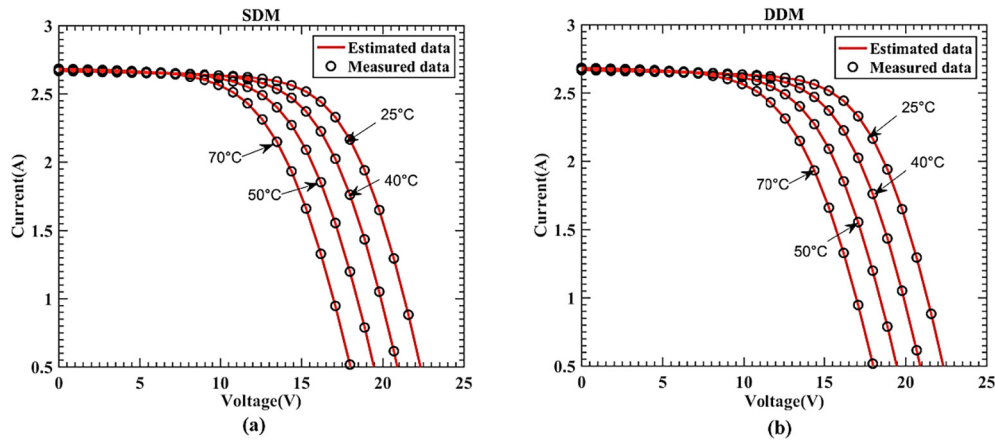 SDM
3
2.5
2
1.5
1
0.5
Current(A)
Estimated data
Measured data
25°C
70°C
50°C
40°C
0 5 10 15 20 25
Voltage(V)
(a)
DDM
3
2.5
2
1.5
1
0.5
Current(A)
Estimated data
Measured data
25°C
70°C
40°C
50°C
0 5 10 15 20 25
Voltage(V)
(b)